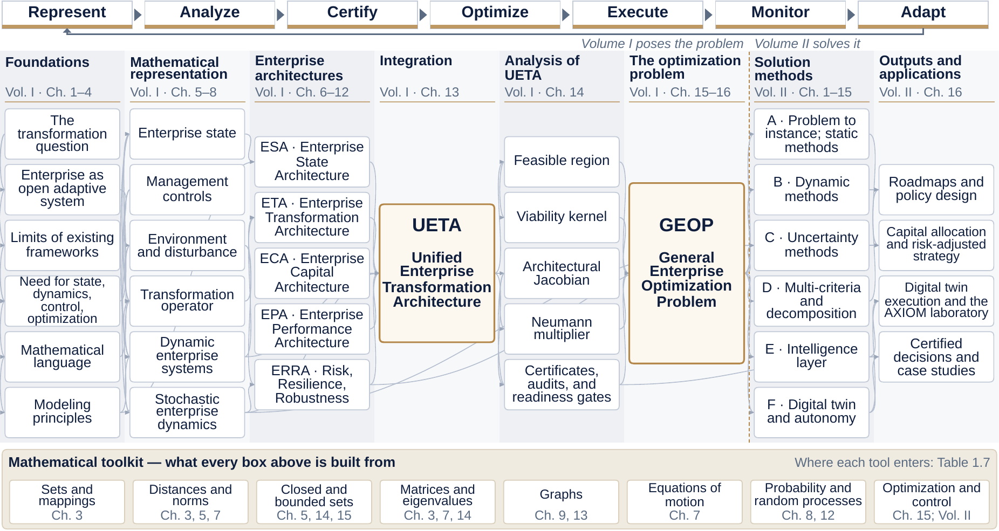 Represent
Analyze
Certify
Optimize
Execute
Monitor
Adapt
Volume I poses the problem
Volume II solves it
Foundations
Vol. I · Ch. 1–4
The
transformation
question
Enterprise as
open adaptive
system
Limits of existing
frameworks
Need for state,
dynamics,
control,
optimization
Mathematical
language
Modeling
principles
Mathematical
representation
Vol. I · Ch. 5–8
Enterprise state
Management
controls
Environment
and disturbance
Transformation
operator
Dynamic
enterprise
systems
Stochastic
enterprise
dynamics
Enterprise
architectures
Vol. I · Ch. 6–12
ESA · Enterprise
State
Architecture
ETA · Enterprise
Transformation
Architecture
ECA · Enterprise
Capital
Architecture
EPA · Enterprise
Performance
Architecture
ERRA · Risk,
Resilience,
Robustness
Integration
Vol. I · Ch. 13
UETA
Unified
Enterprise
Transformation
Architecture
Analysis of
UETA
Vol. I · Ch. 14
Feasible region
Viability kernel
Architectural
Jacobian
Neumann
multiplier
Certificates,
audits, and
readiness gates
The optimization
problem
Vol. I · Ch. 15–16
GEOP
General
Enterprise
Optimization
Problem
Solution
methods
Vol. II · Ch. 1–15
A · Problem to
instance; static
methods
B · Dynamic
methods
C · Uncertainty
methods
D · Multi-criteria
and
decomposition
E · Intelligence
layer
F · Digital twin
and autonomy
Outputs and
applications
Vol. II · Ch. 16
Roadmaps and
policy design
Capital allocation
and risk-adjusted
strategy
Digital twin
execution and the
AXIOM laboratory
Certified
decisions and
case studies
Mathematical toolkit — what every box above is built from
Where each tool enters: Table 1.7
Sets and
mappings
Ch. 3
Distances and
norms
Ch. 3, 5, 7
Closed and
bounded sets
Ch. 5, 14, 15
Matrices and
eigenvalues
Ch. 3, 7, 14
Graphs
Ch. 9, 13
Equations of
motion
Ch. 7
Probability and
random processes
Ch. 8, 12
Optimization and
control
Ch. 15; Vol. II